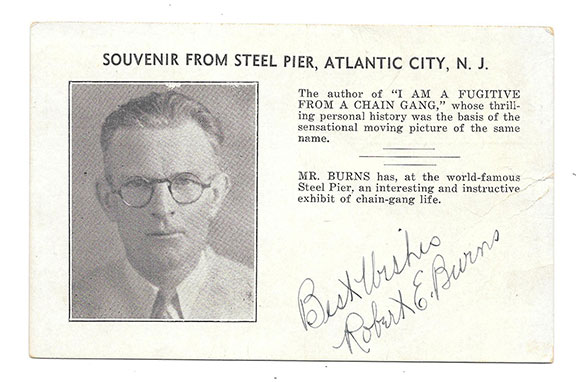 SOUVENIR FROM STEEL PIER, ATLANTIC CITY, N. J.
The author of “I AM A FUGITIVE
FROM A CHAIN GANG,” whose thrill-
ing personal history was the basis of the
sensational moving picture of the same
name.
MR. BURNS has, at the world-famous
Steel Pier, an interesting and instructive
exhibit of chain-gang life.
Best Wishes
Robert E. Burns